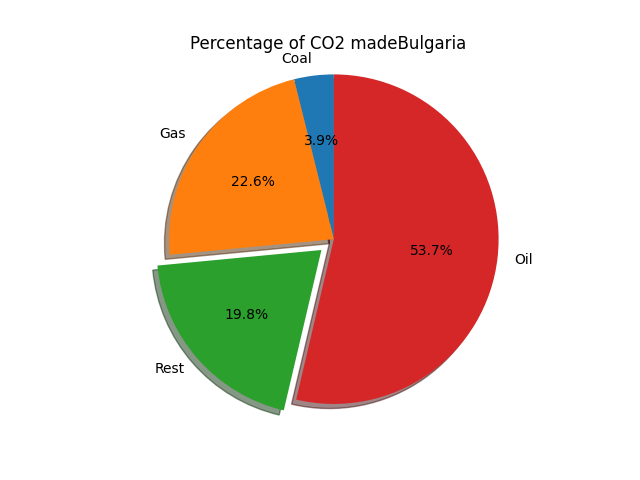 Percentage of CO2 madeBulgaria
Coal
3.9%
Gas
22.6%
53.7%
Oil
19.8%
Rest